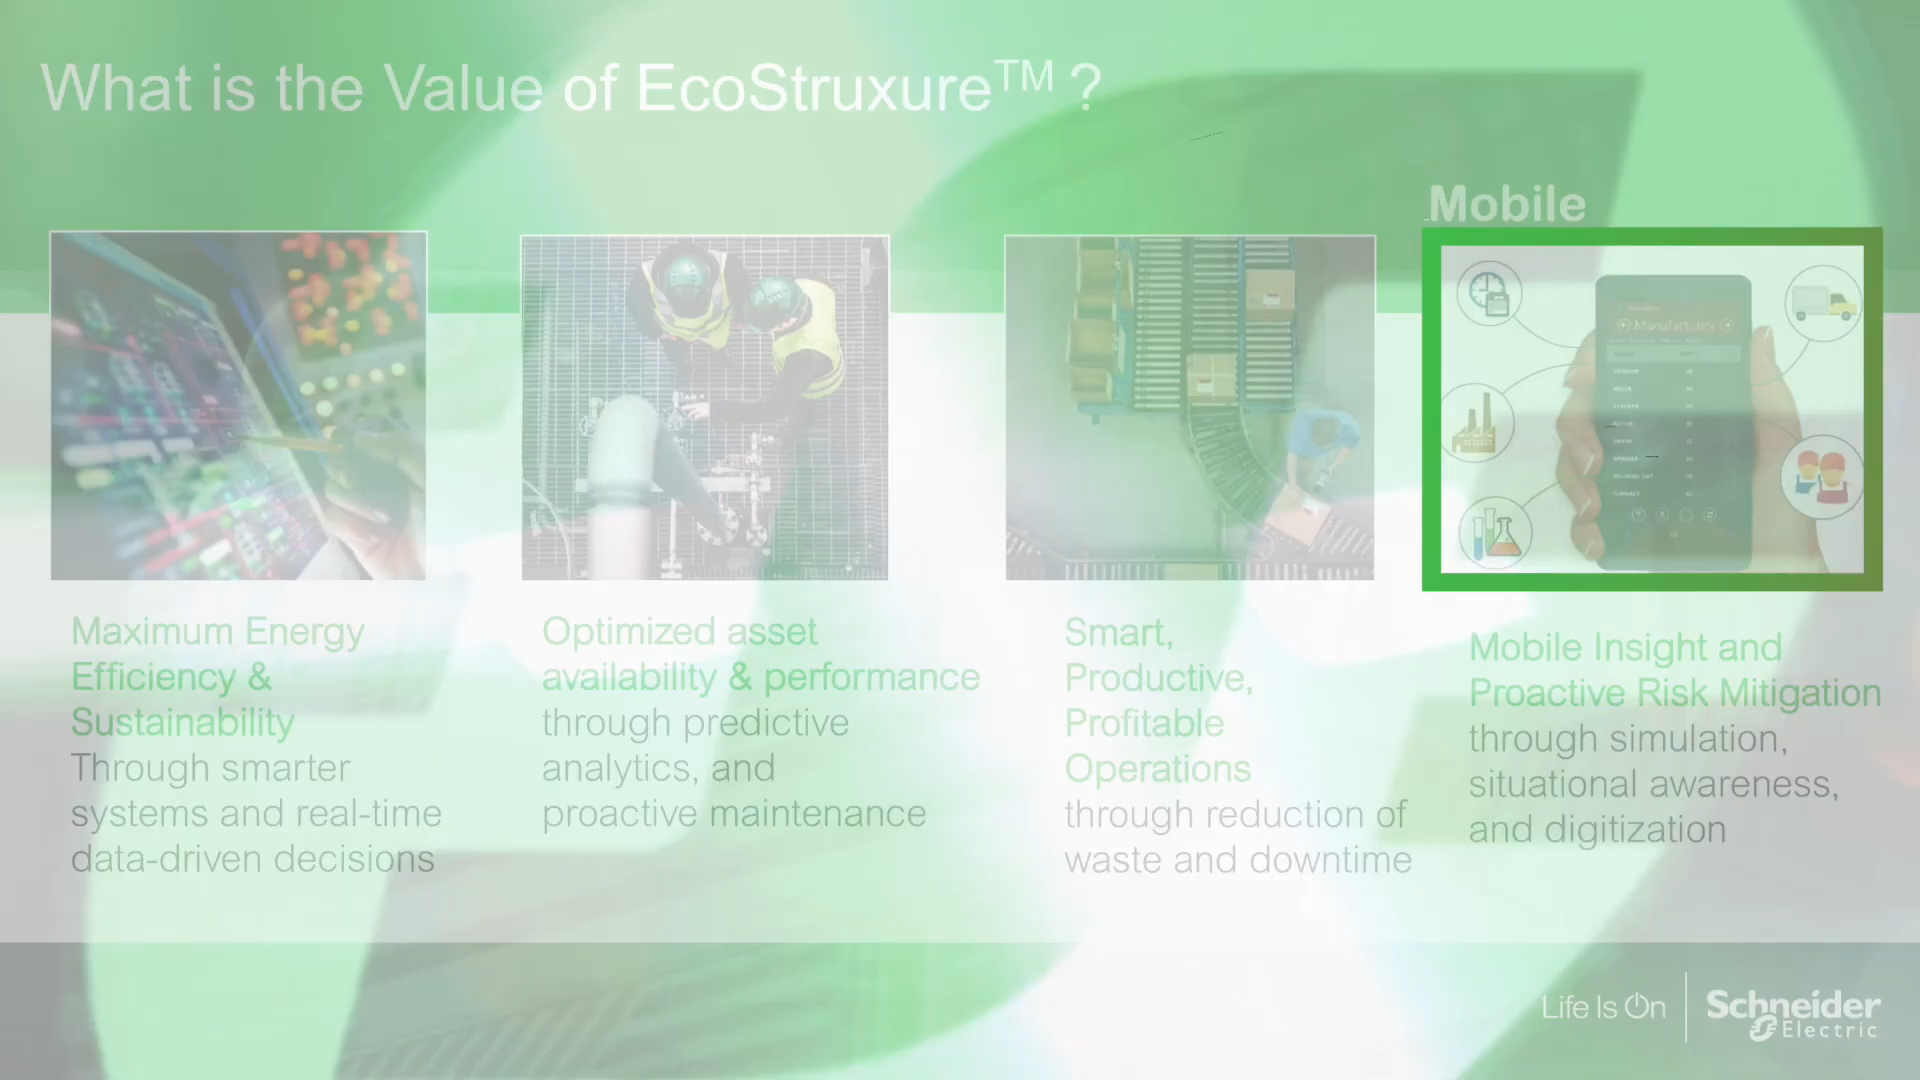 What is the Value of EcoStruxure™ ?
Mobile
Manufacturing
Maximum Energy
Efficiency &
Sustainability
Through smarter
systems and real-time
data-driven decisions
Optimized asset
availability & performance
through predictive
analytics, and
proactive maintenance
Smart,
Productive,
Profitable
Operations
through reduction of
waste and downtime
Mobile Insight and
Proactive Risk Mitigation
through simulation,
situational awareness,
and digitization
Life Is On
Schneider
Electric